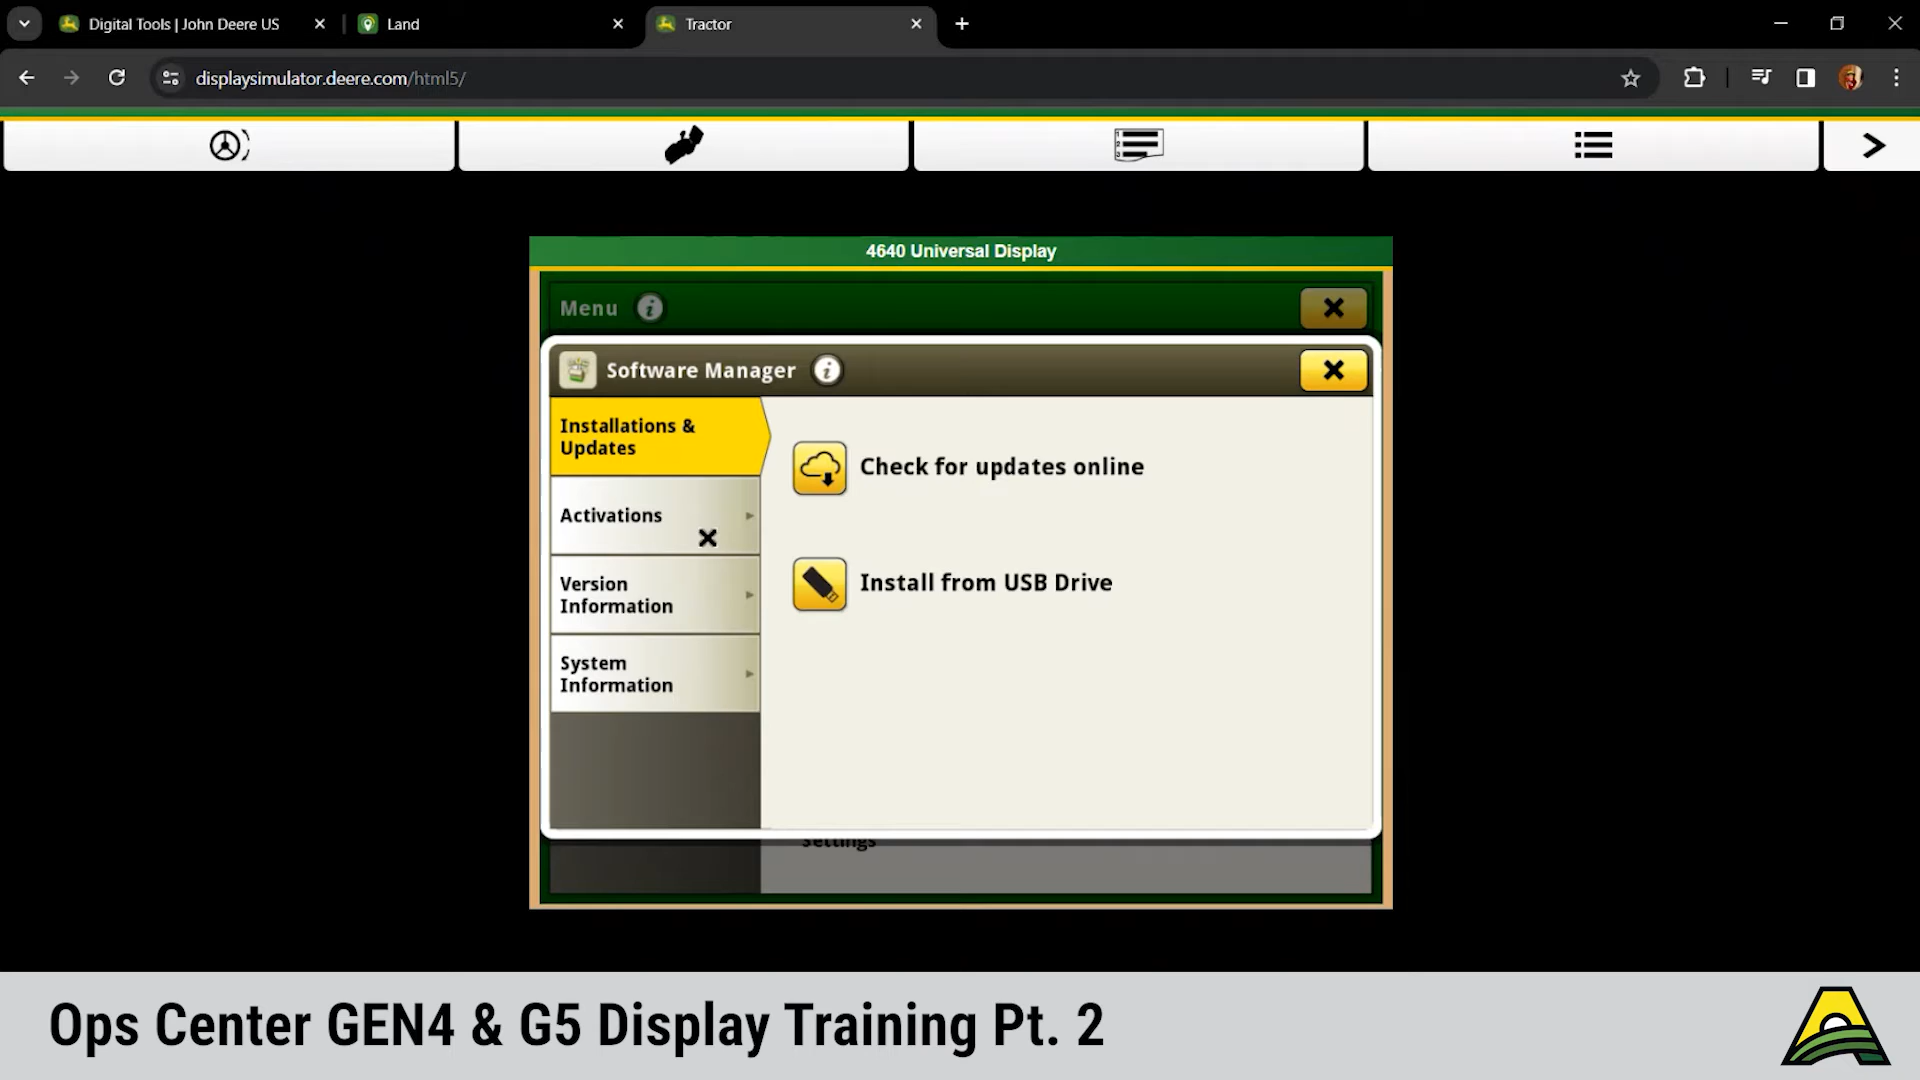 Digital Tools | John Deere US
Land
Tractor
displaysimulator.deere.com/html5/
4640 Universal Display
Menu
Software Manager
Installations &
Updates
Activations
Version
Information
System
Information
Check for updates online
Install from USB Drive
Settings
Ops Center GEN4 & G5 Display Training Pt. 2